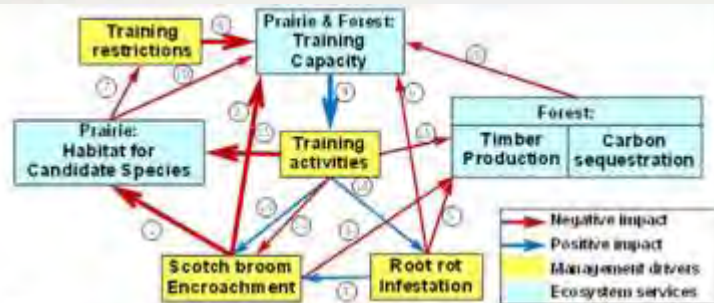 Training
restrictions
Prairie & Forest:
Training
Capacity
Prairie:
Habitat for
Candidate Species
Training
activities
Forest:
Timber
Production
Carbon
sequestration
Scotch broom
Encroachment
Root rot
Infestation
Negative impact
Positive impact
Management drivers
Ecosystem services